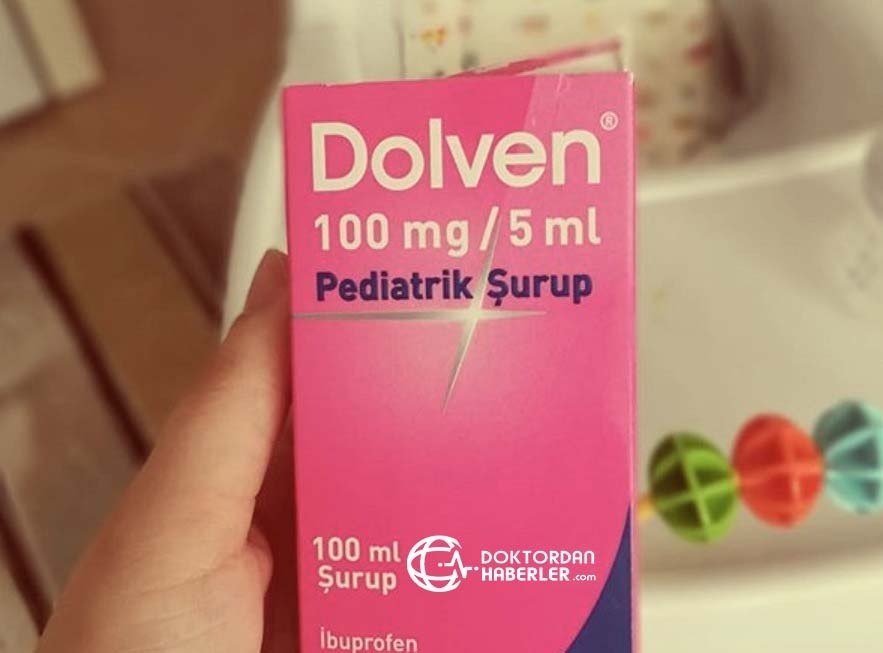 Dolven®
100 mg / 5 ml
Pediatrik Şurup
100 ml
Şurup
DOKTORDAN
HABERLER.com
İbuprofen